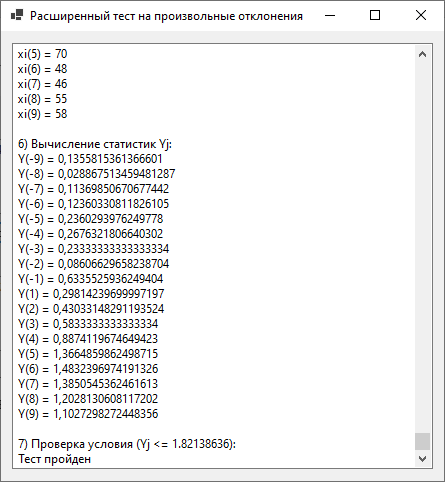 Расширенный тест на произвольные отклонения
xi(5) = 70
xi(6) = 48
xi(7) = 46
xi(8) = 55
xi(9) = 58
6) Вычисление статистик Yj:
Y(-9) = 0,1355815361366601
Y(-8) = 0,028867513459481287
Y(-7) = 0,11369850670677442
Y(-6) = 0,12360330811826105
Y(-5) = 0,2360293976249778
Y(-4) = 0,2676321806640302
Y(-3) = 0,23333333333333334
Y(-2) = 0,08606629658238704
Y(-1) = 0,6335525936249404
Y(1) = 0,29814239699997197
Y(2) = 0,43033148291193524
Y(3) = 0,5833333333333334
Y(4) = 0,8874119674649423
Y(5) = 1,3664859862498715
Y(6) = 1,4832396974191326
Y(7) = 1,3850545362461613
Y(8) = 1,2028130608117202
Y(9) = 1,1027298272448356
7) Проверка условия (Yj <= 1.82138636):
Тест пройден